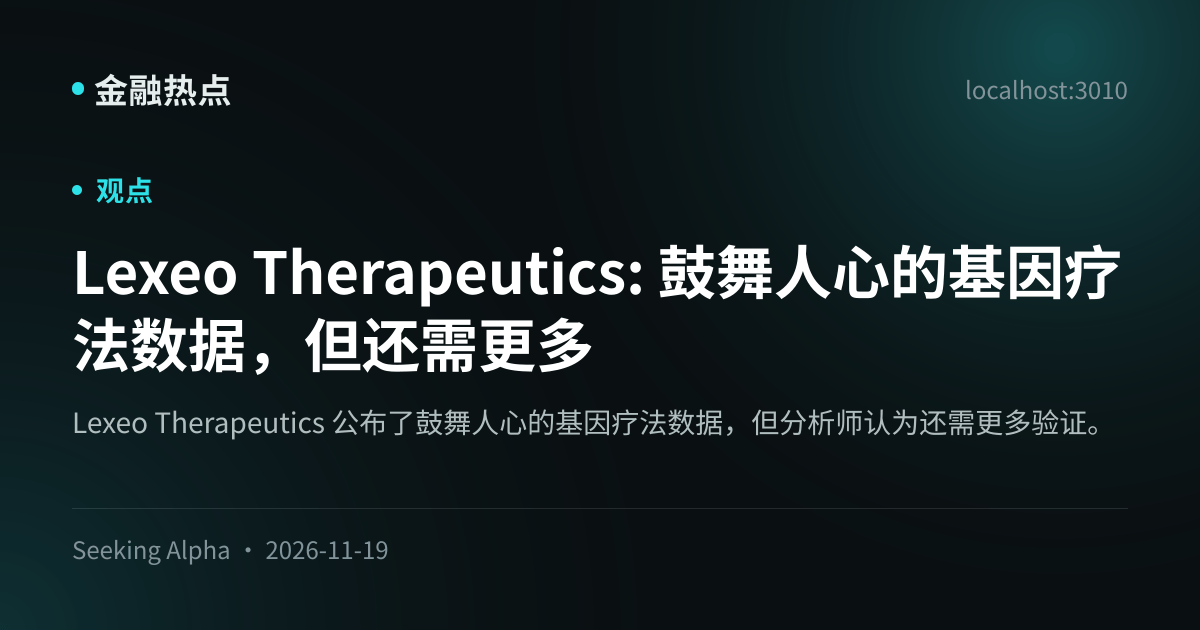 金融热点
localhost:3010
观点
Lexeo Therapeutics: 鼓舞人心的基因疗
法数据，但还需更多
Lexeo Therapeutics 公布了鼓舞人心的基因疗法数据，但分析师认为还需更多验证。
Seeking Alpha · 2026-11-19